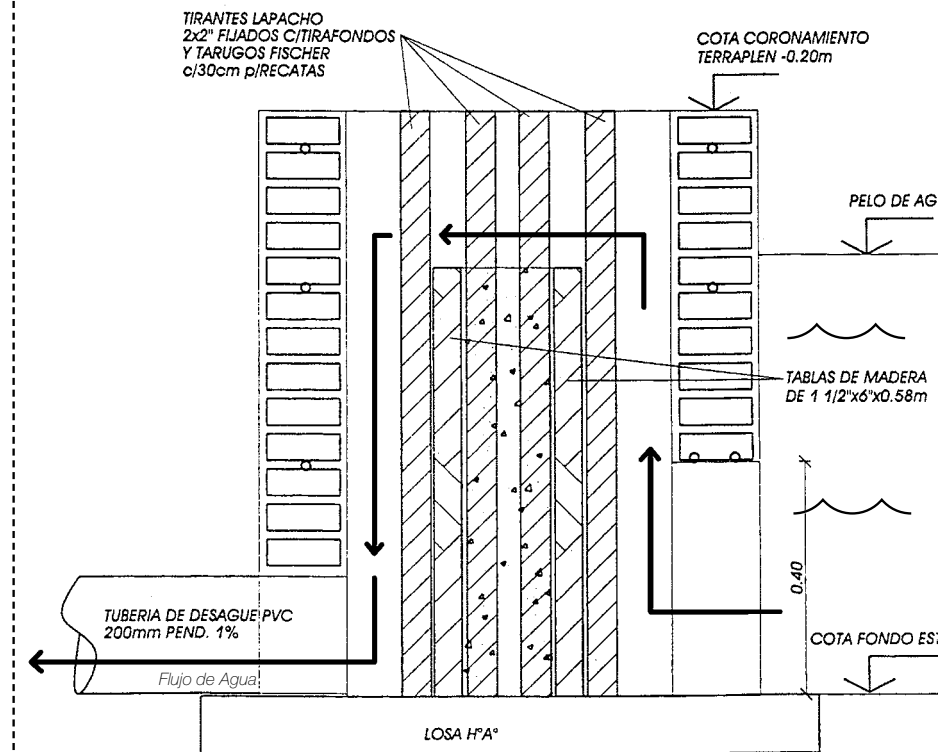 TIRANTES LAPACHO
2x2" FIJADOS C/TIRAFONDOS
Y TARUGOS FISCHER
c/30cm p/RECATAS
COTA CORONAMIENTO
TERRAPLEN -0.20m
PELO DE AG
TABLAS DE MADERA
DE 1 1/2"x6"x0.58m
0.40
TUBERIA DE DESAGUE PVC
200mm PEND. 1%
COTA FONDO EST
Flujo de Agua
LOSA HºAº